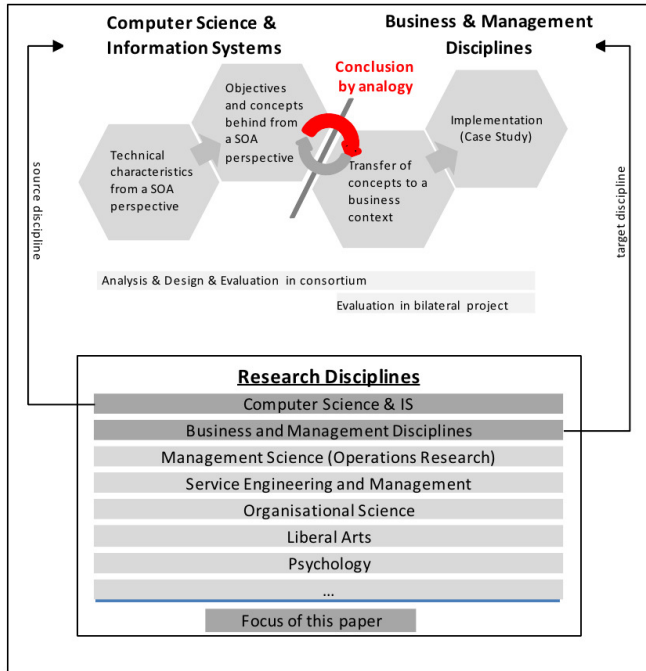 Computer Science &
Information Systems
Business & Management
Disciplines
Conclusion
by analogy
Objectives
and concepts
behind from
a SOA
perspective
Implementation
(Case Study)
Technical
characteristics
from a SOA
perspective
Transfer of
concepts to a
business
context
source discipline
target discipline
Analysis & Design & Evaluation in consortium
Evaluation in bilateral project
Research Disciplines
Computer Science & IS
Business and Management Disciplines
Management Science (Operations Research)
Service Engineering and Management
Organisational Science
Liberal Arts
Psychology
...
Focus of this paper